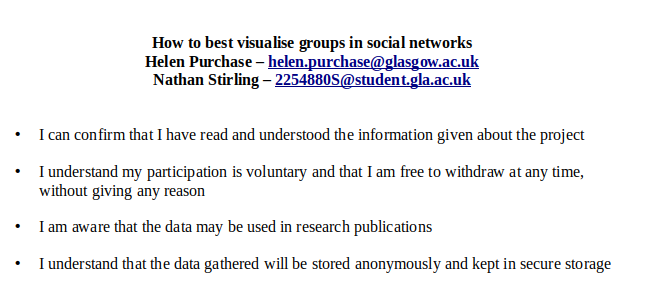 How to best visualise groups in social networks
Helen Purchase – helen.purchase@glasgow.ac.uk
Nathan Stirling – 2254880S@student.gla.ac.uk
• I can confirm that I have read and understood the information given about the project
• I understand my participation is voluntary and that I am free to withdraw at any time,
without giving any reason
• I am aware that the data may be used in research publications
• I understand that the data gathered will be stored anonymously and kept in secure storage